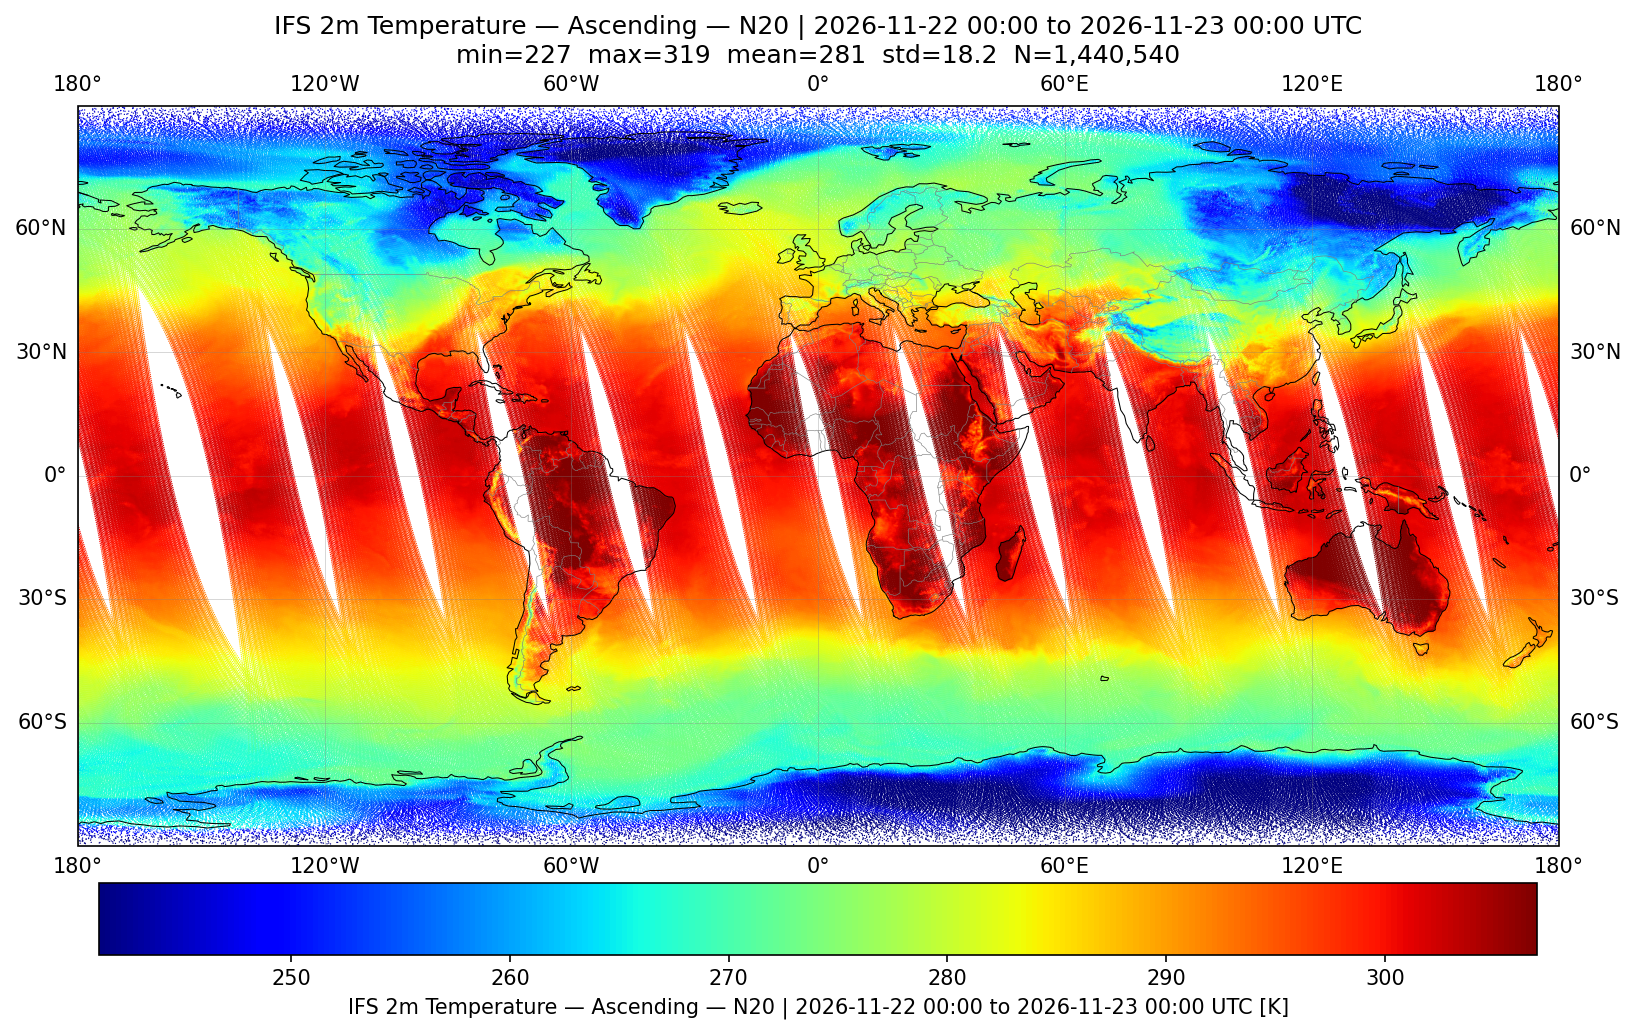 IFS 2m Temperature — Ascending — N20 | 2026-11-22 00:00 to 2026-11-23 00:00 UTC
min=227 max=319 mean=281 std=18.2 N=1,440,540
180° 120°W 60°W 0° 60°E 120°E 180°
60°N 60°N
30°N 30°N
0° 0°
30°S 30°S
60°S 60°S
180° 120°W 60°W 0° 60°E 120°E 180°
250 260 270 280 290 300
IFS 2m Temperature — Ascending — N20 | 2026-11-22 00:00 to 2026-11-23 00:00 UTC [K]